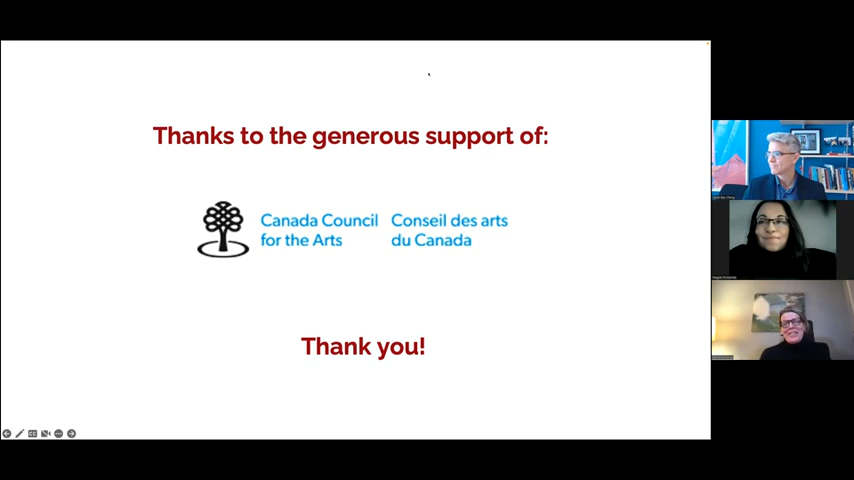 Thanks to the generous support of:
Canada Council
for the Arts
Conseil des arts
du Canada
Thank you!